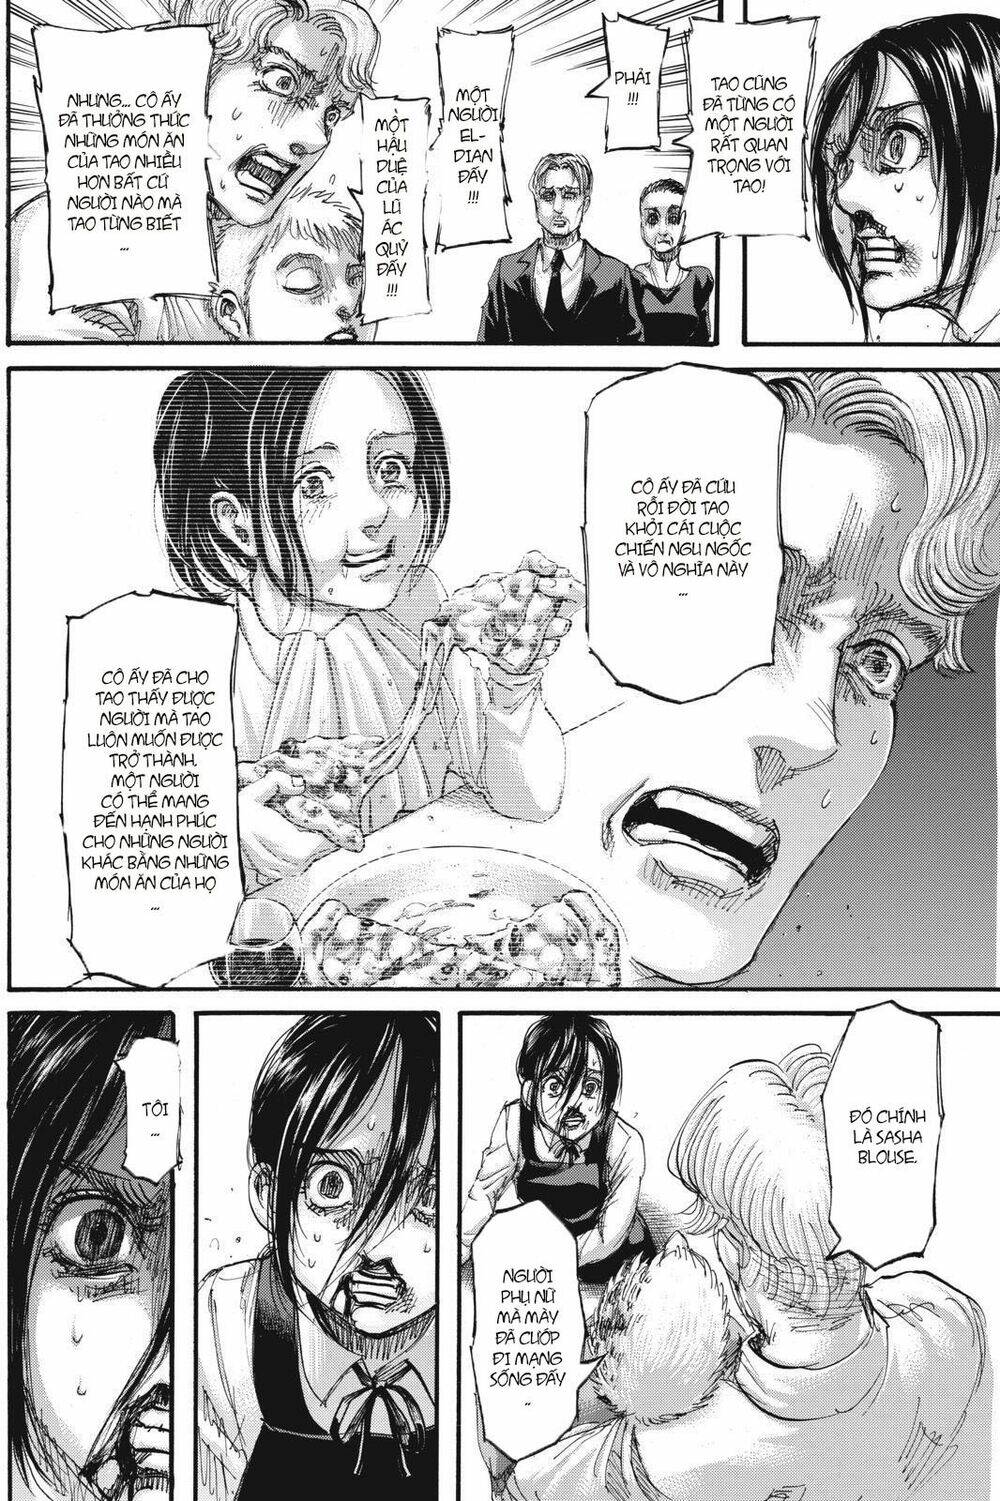 TAO CŨNG
ĐÃ TỪNG CÓ
MỘT NGƯỜI
RẤT QUAN
TRỌNG VỚI
TAO!
PHẢI
!!!
MỘT
NGƯỜI
EL-
DIAN
ĐẤY
!!!
MỘT
HẬU
DUỆ
CỦA
LŨ
ÁC
QUỶ
ĐẤY
!!!
NHƯNG... CÔ ẤY
ĐÃ THƯỞNG THỨC
NHỮNG MÓN ĂN
CỦA TAO NHIỀU
HƠN BẤT CỨ
NGƯỜI NÀO MÀ
TAO TỪNG BIẾT
...
CÔ ẤY ĐÃ CỨU
RỖI ĐỜI TAO
KHỎI CÁI CUỘC
CHIẾN NGU NGỐC
VÀ VÔ NGHĨA NÀY
...
CÔ ẤY ĐÃ CHO
TAO THẤY ĐƯỢC
NGƯỜI MÀ TAO
LUÔN MUỐN ĐƯỢC
TRỞ THÀNH.
MỘT NGƯỜI
CÓ THỂ MANG
ĐẾN HẠNH PHÚC
CHO NHỮNG NGƯỜI
KHÁC BẰNG NHỮNG
MÓN ĂN CỦA HỌ
...
ĐÓ CHÍNH
LÀ SASHA
BLOUSE.
NGƯỜI
PHỤ NỮ
MÀ MÀY
ĐÃ CƯỚP
ĐI MẠNG
SỐNG ĐẤY
..
TÔI
...